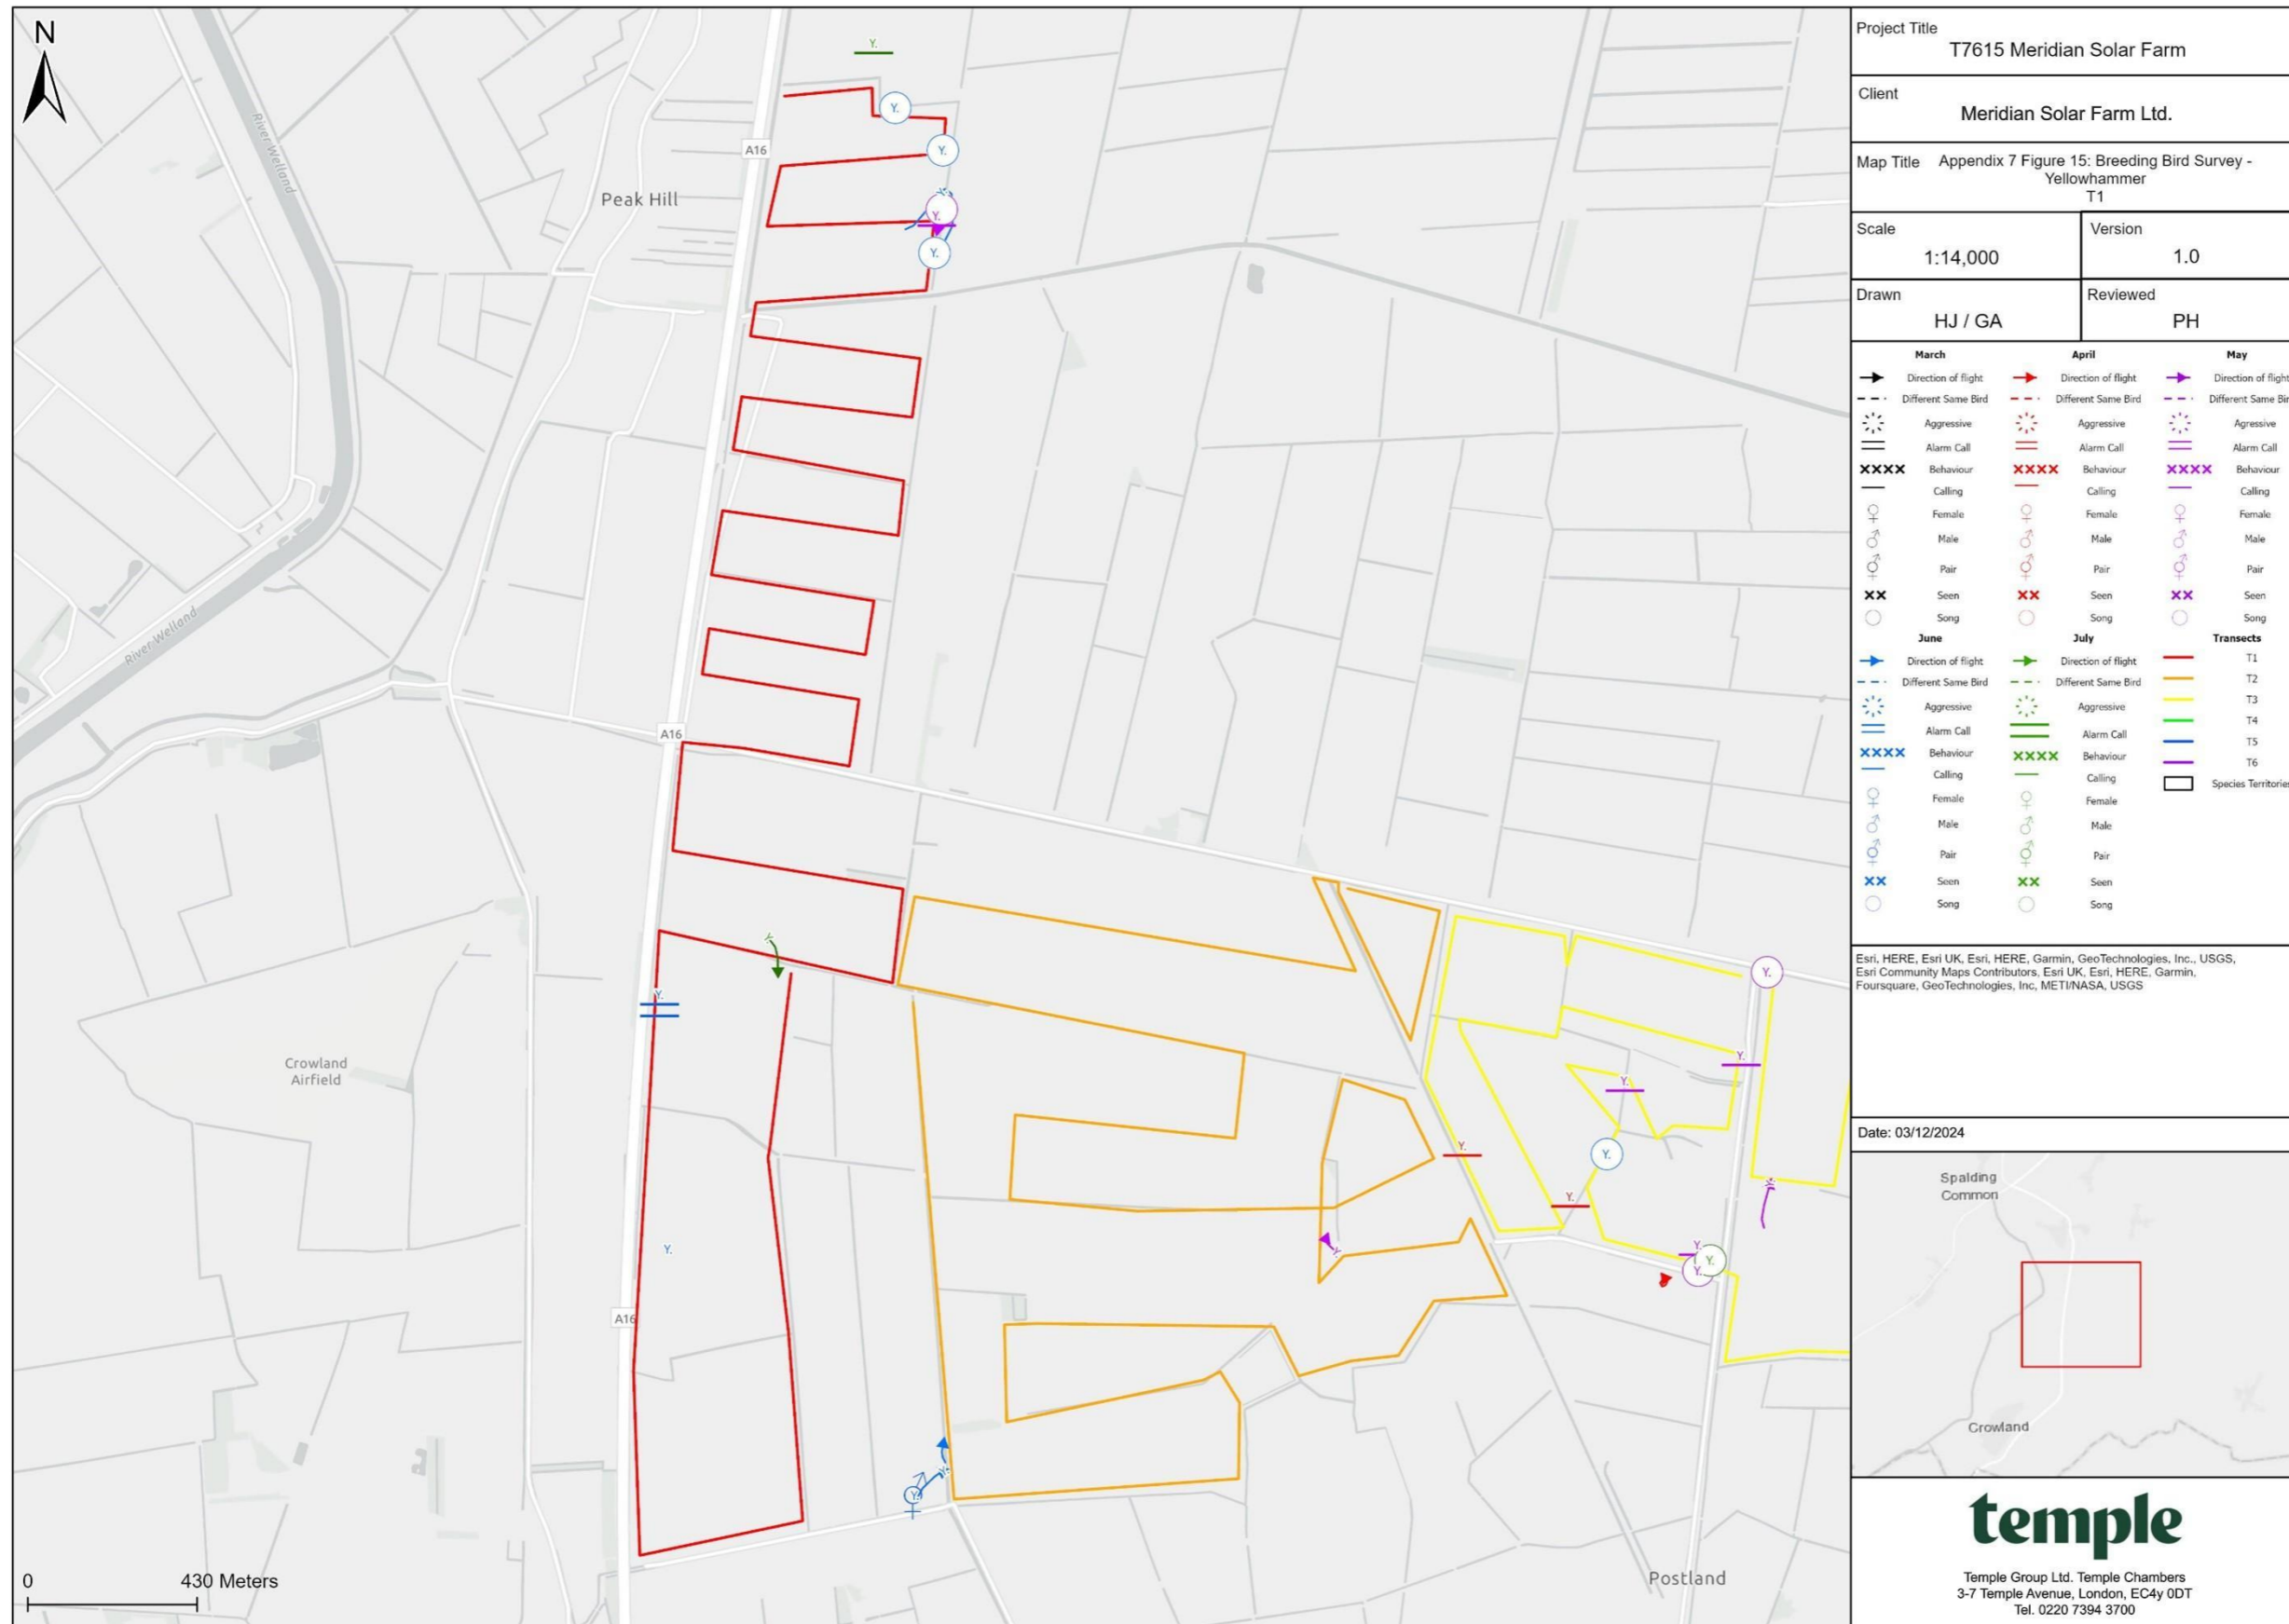 N
Y.
Y.
A16
Y.
Peak Hill
Y.
Y.
River Welland
River Welland
A16
Y.
Y.
Y.
Y.
Y.
Crowland
Airfield
Y.
Y.
Y.
Y.
Y.
Y.
Y.
Y.
Y.
Y.
Y.
A16
Y.
Y.
0
430 Meters
Postland
Project Title
T7615 Meridian Solar Farm
Client
Meridian Solar Farm Ltd.
Map Title
Appendix 7 Figure 15: Breeding Bird Survey -
Yellowhammer
T1
Scale
1:14,000
Version
1.0
Drawn
HJ / GA
Reviewed
PH
March
Direction of flight
Different Same Bird
Aggressive
Alarm Call
Behaviour
Calling
Female
Male
Pair
Seen
Song
April
Direction of flight
Different Same Bird
Aggressive
Alarm Call
Behaviour
Calling
Female
Male
Pair
Seen
Song
May
Direction of flight
Different Same Bir
Agressive
Alarm Call
Behaviour
Calling
Female
Male
Pair
Seen
Song
June
Direction of flight
Different Same Bird
Aggressive
Alarm Call
Behaviour
Calling
Female
Male
Pair
Seen
Song
July
Direction of flight
Different Same Bird
Aggressive
Alarm Call
Behaviour
Calling
Female
Male
Pair
Seen
Song
Transects
T1
T2
T3
T4
T5
T6
Species Territories
Esri, HERE, Esri UK, Esri, HERE, Garmin, GeoTechnologies, Inc., USGS,
Esri Community Maps Contributors, Esri UK, Esri, HERE, Garmin,
Foursquare, GeoTechnologies, Inc, METI/NASA, USGS
Date: 03/12/2024
Spalding
Common
Crowland
temple
Temple Group Ltd. Temple Chambers
3-7 Temple Avenue, London, EC4y 0DT
Tel. 0220 7394 3700